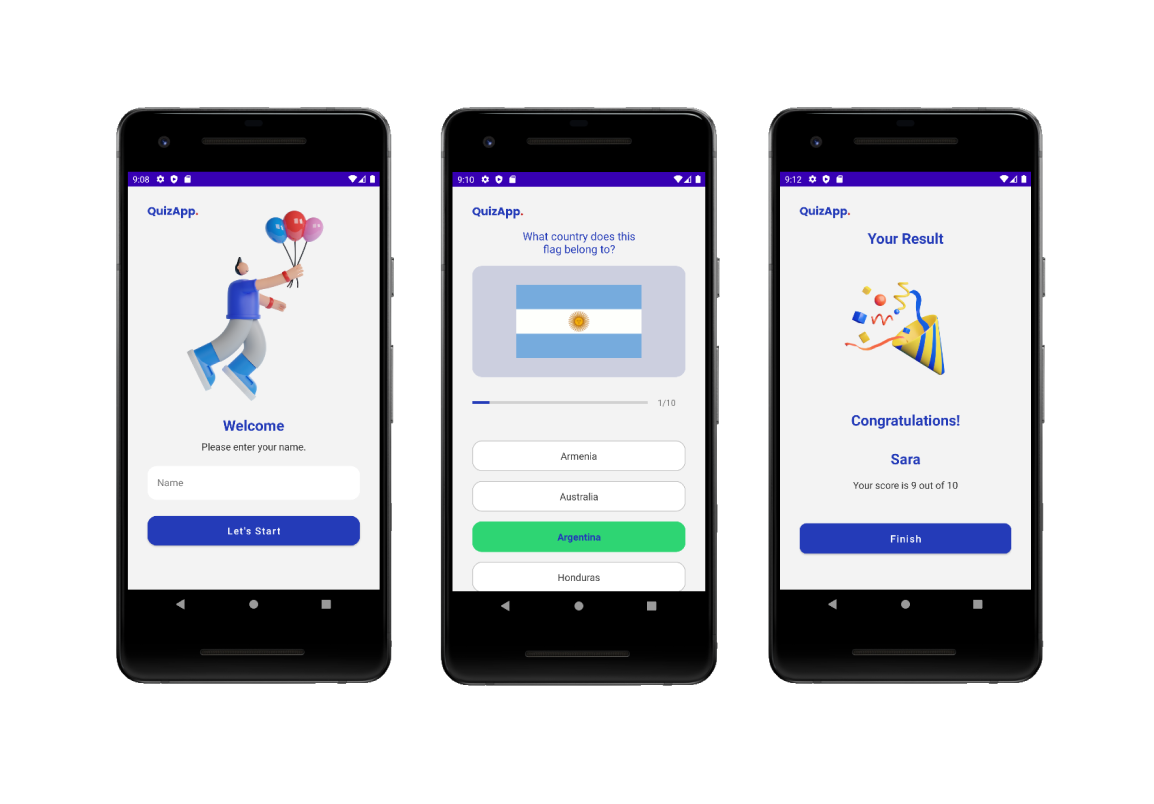 9:08
QuizApp.
Welcome
Please enter your name.
Name
Let's Start
9:10
QuizApp.
What country does this
flag belong to?
1/10
Armenia
Australia
Argentina
Honduras
9:12
QuizApp.
Your Result
Congratulations!
Sara
Your score is 9 out of 10
Finish